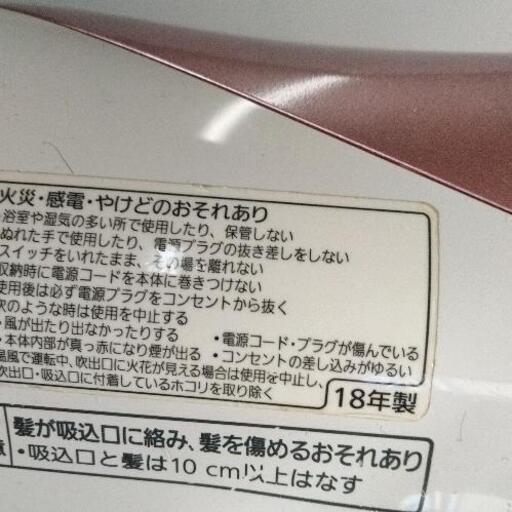 火災・感電・やけどのおそれあり
浴室や湿気の多い所で使用したり、保管しない
ぬれた手で使用したり、電源プラグの抜き差しをしない
スイッチをいれたまま、その場を離れない
収納時に電源コードを本体に巻きつけない
使用後は必ず電源プラグをコンセントから抜く
次のような時は使用を中止する
・風が出たり出なかったりする
・電源コード・プラグが傷んでいる
・本体内部が真っ赤になり煙が出る
・コンセントの差し込みがゆるい
温風で運転中、吹出口に火花が見える場合は使用を中止し、
吹出口・吸込口に付着しているホコリを取り除く
18年製
髪が吸込口に絡み、髪を傷めるおそれあり
・吸込口と髪は10 cm以上はなす